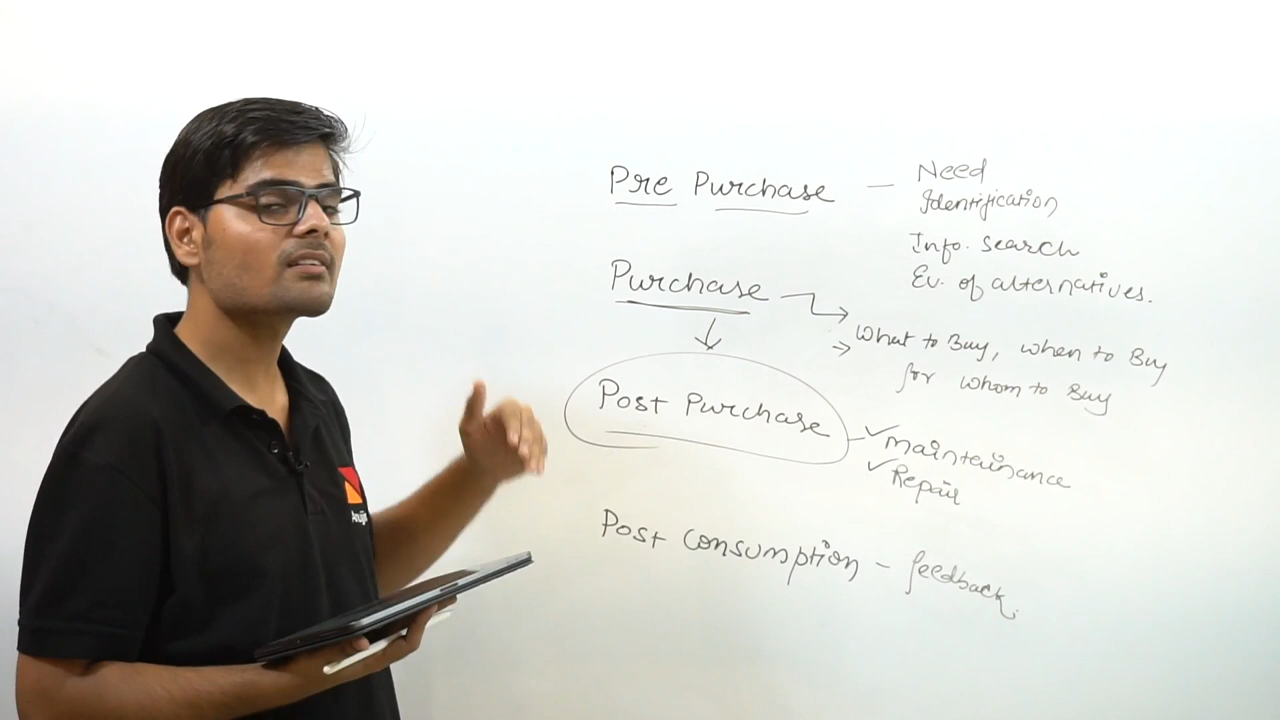 Pre Purchase — Need
Identification
Info. search
Ev. of alternatives.
Purchase
What to Buy, when to Buy
for whom to Buy
Post Purchase
maintainance
Repair
Post consumption - feedback.